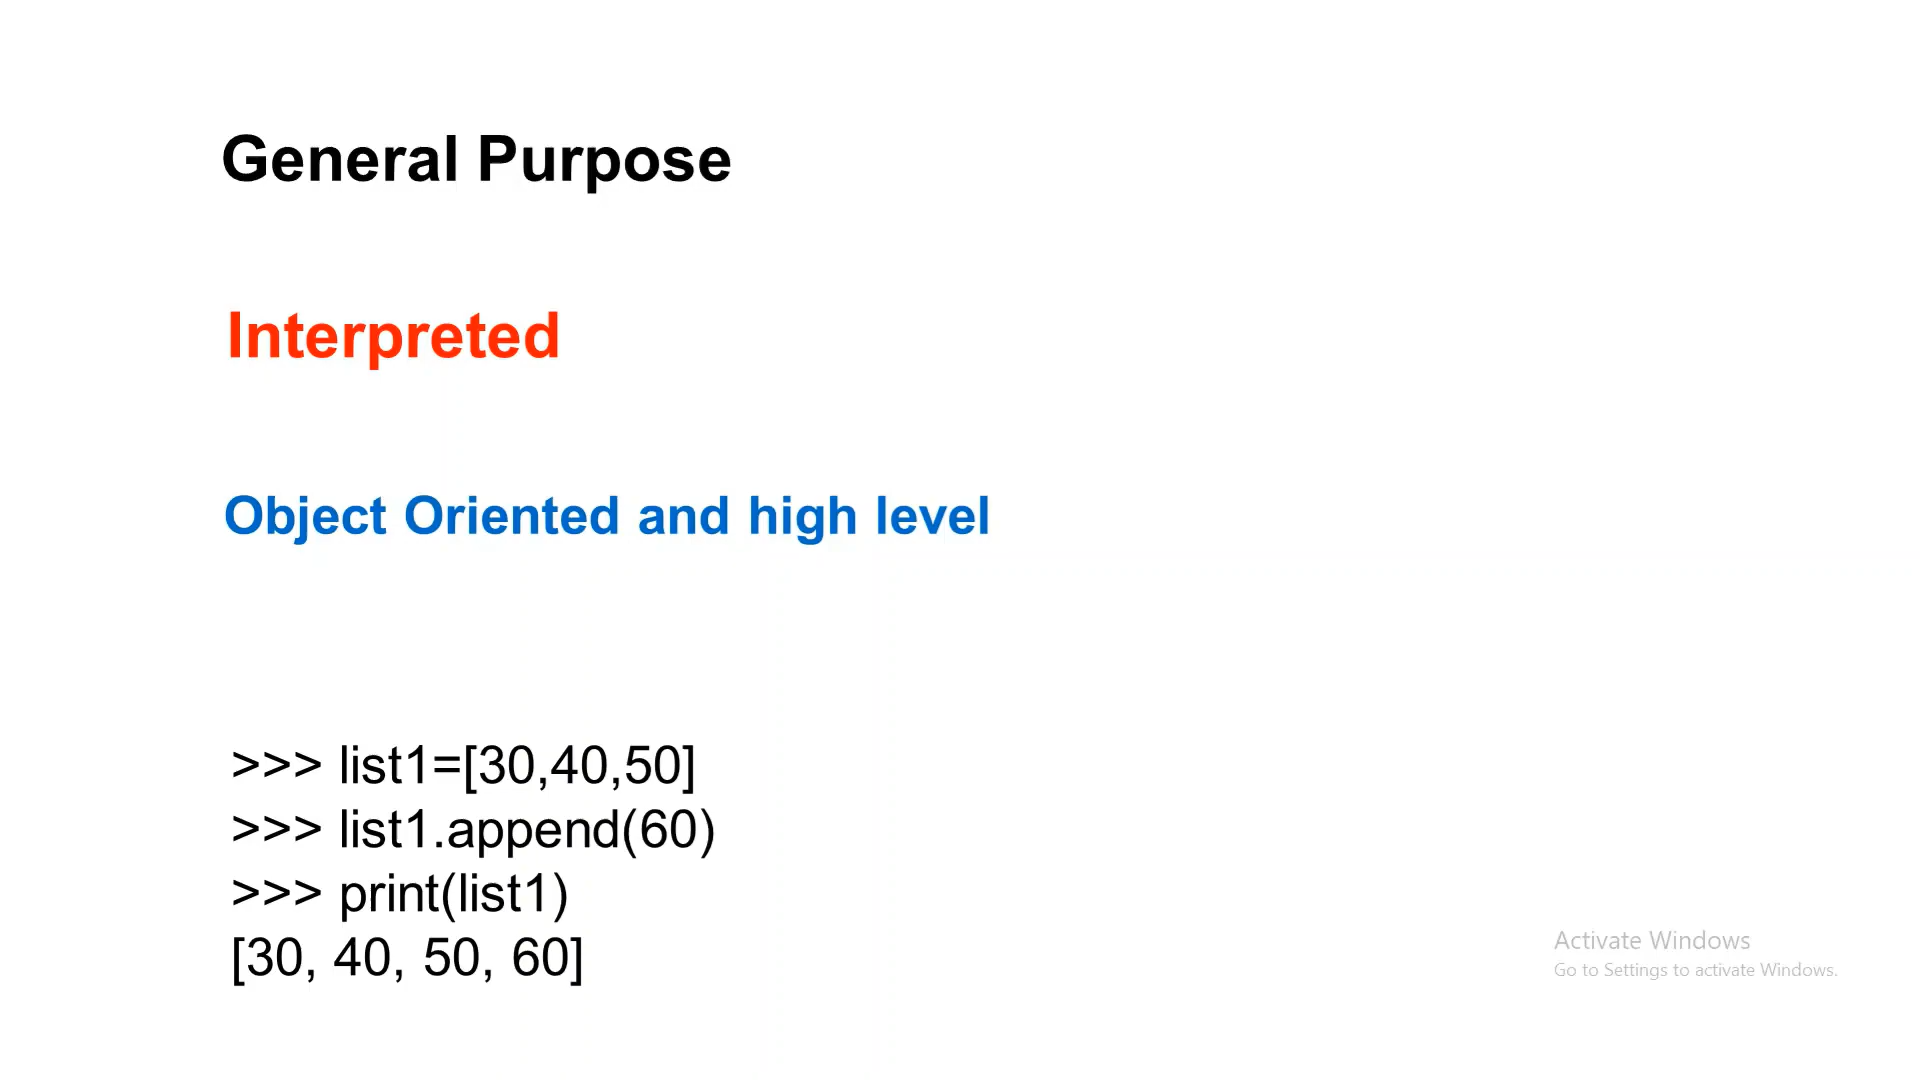 General Purpose
Interpreted
Object Oriented and high level
>>> list1=[30,40,50]
>>> list1.append(60)
>>> print(list1)
[30, 40, 50, 60]
Activate Windows
Go to Settings to activate Windows.